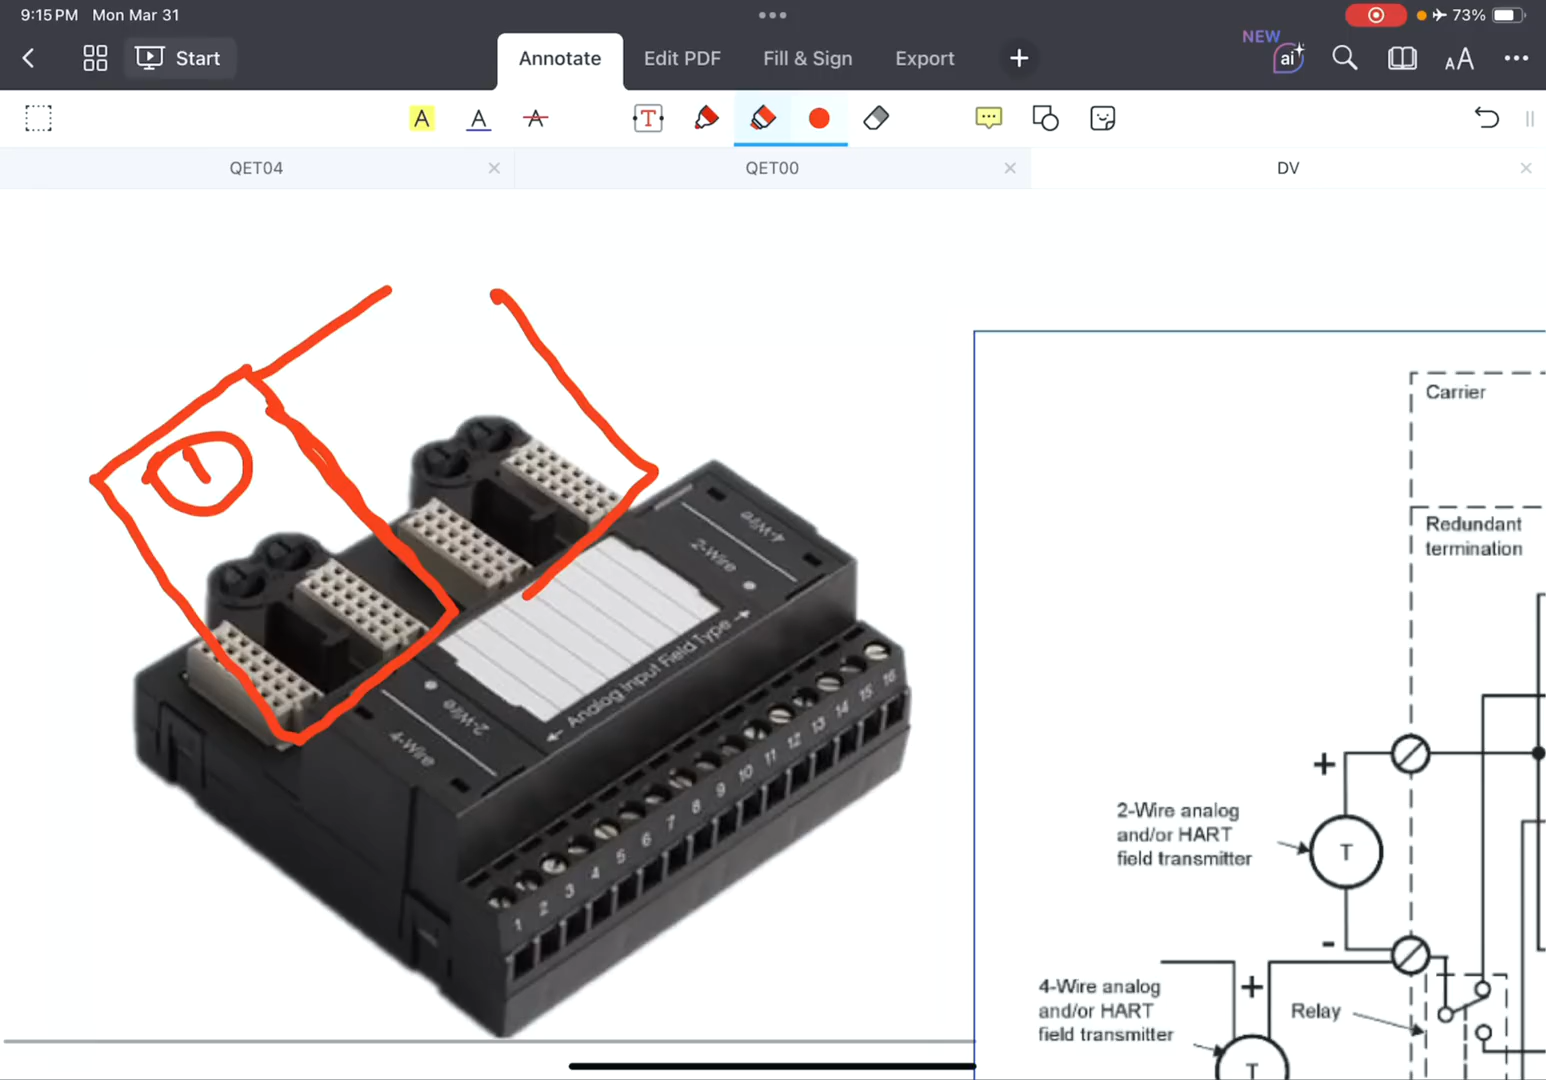 9:15 PM Mon Mar 31
73%
Start
Annotate
Edit PDF
Fill & Sign
Export
NEW
ai
AA
A
A
A
T
QET04
QET00
DV
1
4-Wire
2-Wire
Analog Input Field Type
2-Wire
4-Wire
1 2 3 4 5 6 7 8 9 10 11 12 13 14 15 16
Carrier
Redundant
termination
+
2-Wire analog
and/or HART
field transmitter
T
-
4-Wire analog
and/or HART
field transmitter
+
Relay
T